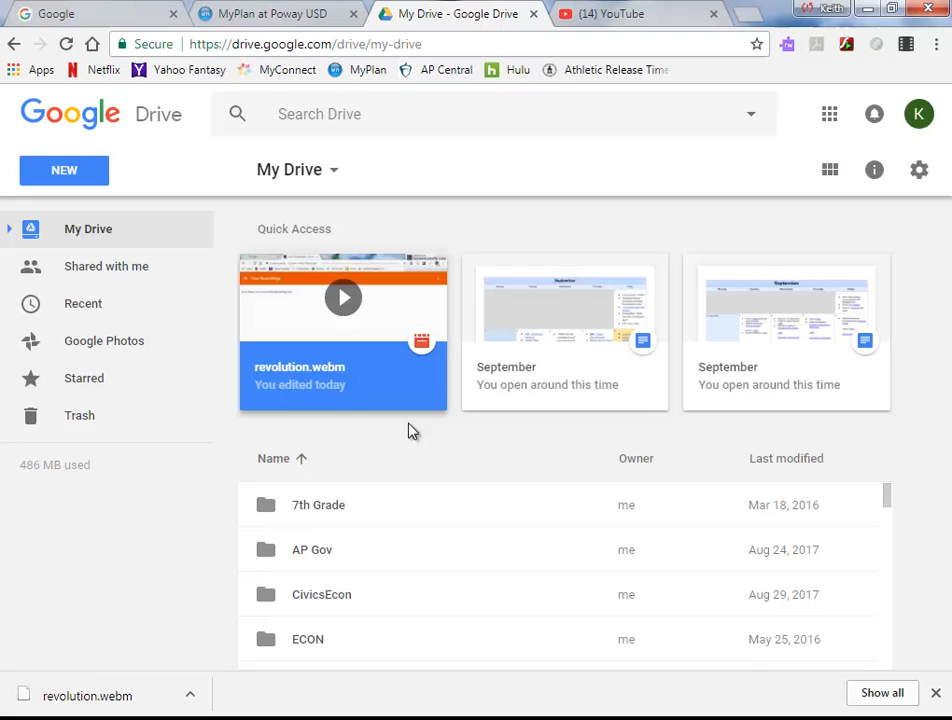 Google
MyPlan at Poway USD
My Drive - Google Drive
(14) YouTube
Keith
Secure
https://drive.google.com/drive/my-drive
Apps
Netflix
Yahoo Fantasy
MyConnect
MyPlan
AP Central
Hulu
Athletic Release Time
Google Drive
Search Drive
K
NEW
My Drive
My Drive
Shared with me
Recent
Google Photos
Starred
Trash
486 MB used
Quick Access
revolution.webm
You edited today
September
September
You open around this time
September
September
You open around this time
Name
Owner
Last modified
7th Grade me Mar 18, 2016
AP Gov me Aug 24, 2017
CivicsEcon me Aug 29, 2017
ECON me May 25, 2016
revolution.webm
Show all